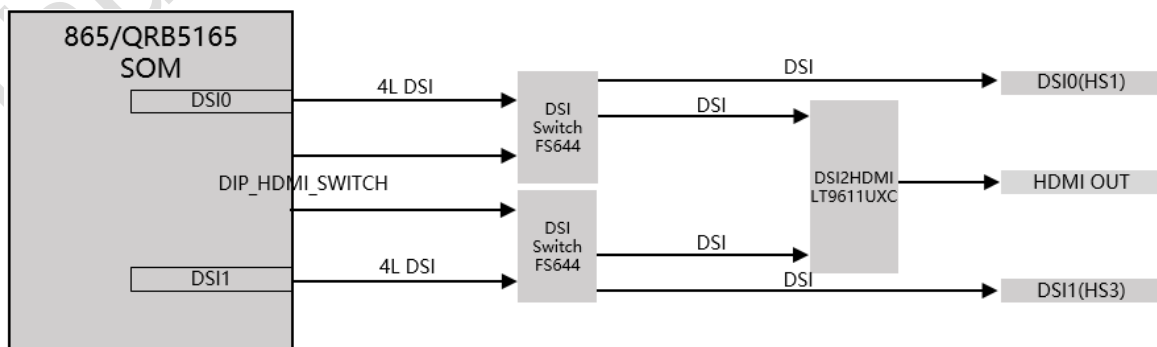 865/QRB5165
SOM
DSI0
4L DSI
DSI
Switch
FS644
DSI
DSI
DSI0(HS1)
DIP_HDMI_SWITCH
DSI2HDMI
LT9611UXC
HDMI OUT
DSI1
4L DSI
DSI
Switch
FS644
DSI
DSI
DSI1(HS3)